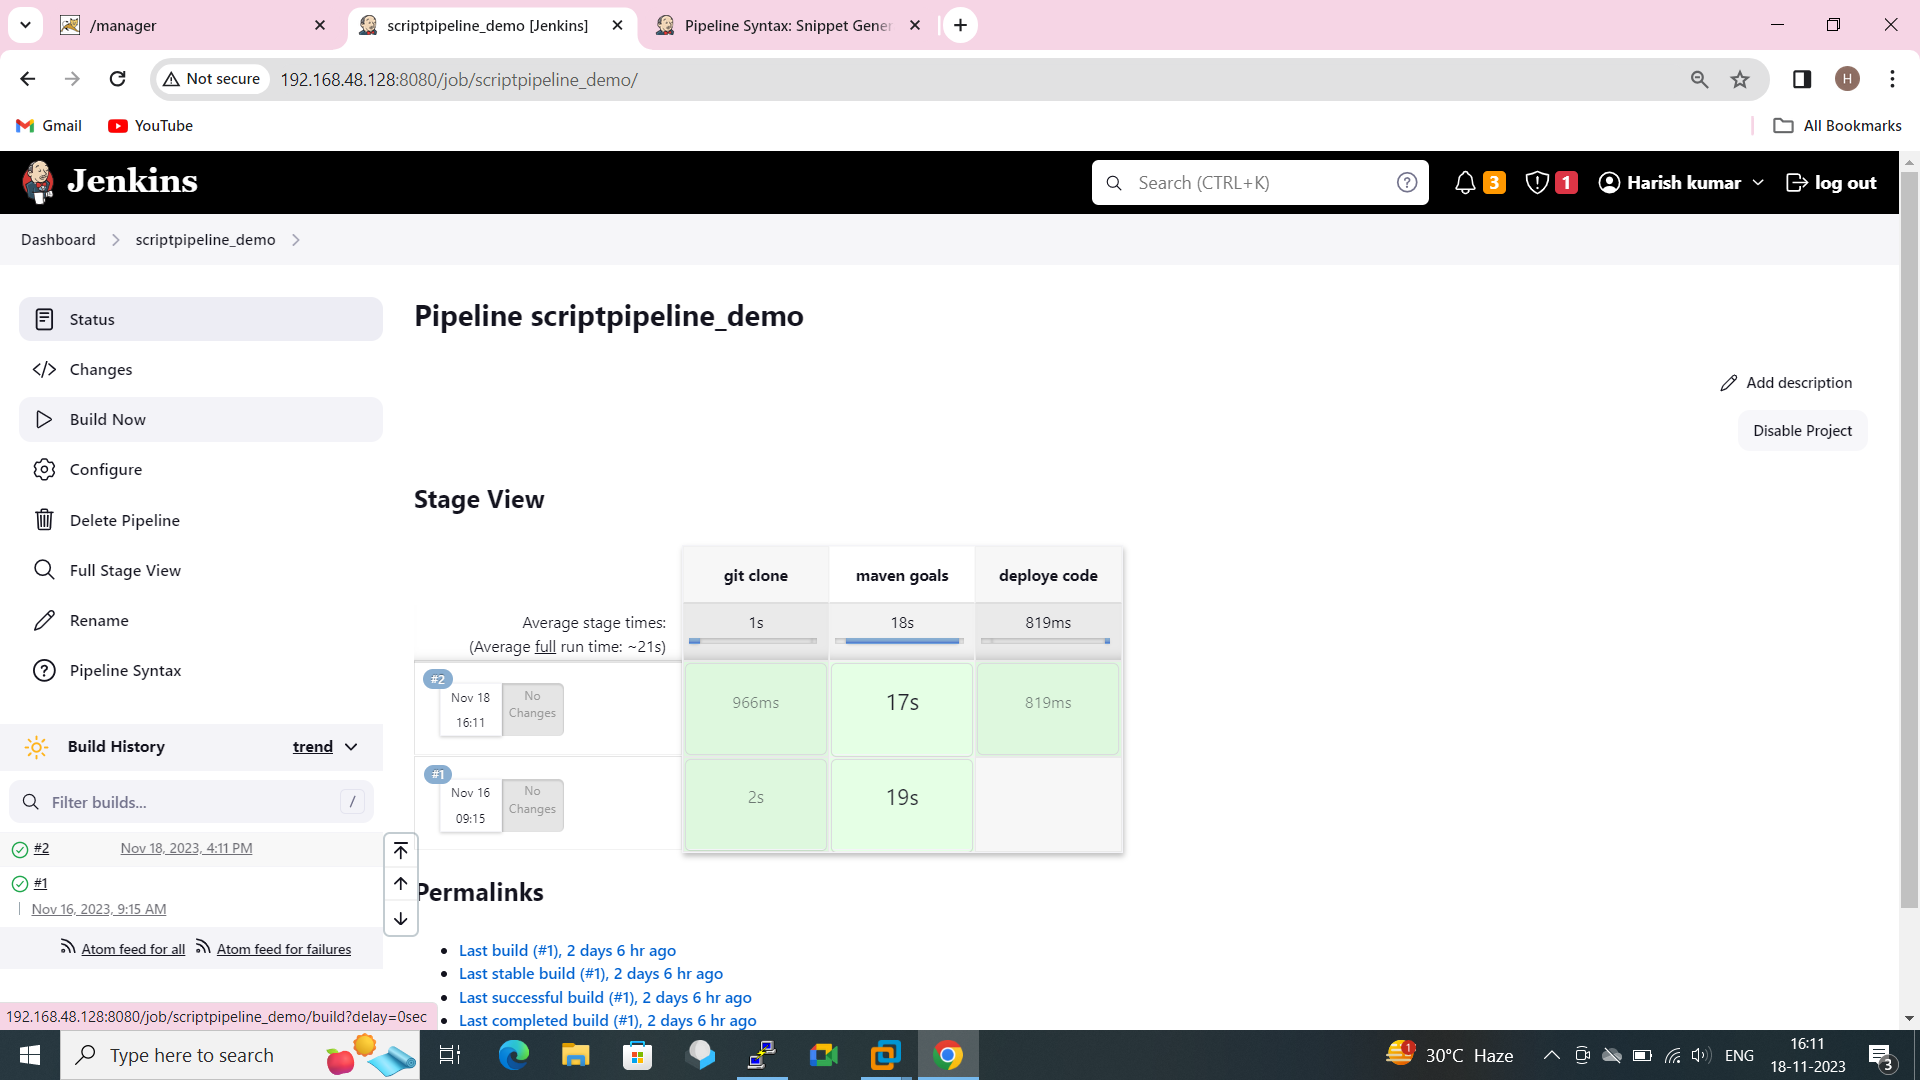 /manager
scriptpipeline_demo [Jenkins]
Pipeline Syntax: Snippet Gener
Not secure
192.168.48.128:8080/job/scriptpipeline_demo/
H
Gmail
YouTube
All Bookmarks
Jenkins
Search (CTRL+K)
?
3
1
Harish kumar
log out
Dashboard
scriptpipeline_demo
Status
Changes
Build Now
Configure
Delete Pipeline
Full Stage View
Rename
Pipeline Syntax
Pipeline scriptpipeline_demo
Add description
Disable Project
Stage View
git clone
maven goals
deploye code
Average stage times:
(Average full run time: ~21s)
1s
18s
819ms
#2
Nov 18
16:11
No
Changes
966ms
17s
819ms
#1
Nov 16
09:15
No
Changes
2s
19s
Build History
trend
Filter builds...
/
#2
Nov 18, 2023, 4:11 PM
#1
Nov 16, 2023, 9:15 AM
Atom feed for all
Atom feed for failures
Permalinks
Last build (#1), 2 days 6 hr ago
Last stable build (#1), 2 days 6 hr ago
Last successful build (#1), 2 days 6 hr ago
Last completed build (#1), 2 days 6 hr ago
192.168.48.128:8080/job/scriptpipeline_demo/build?delay=0sec
Type here to search
1
30°C Haze
ENG
16:11
18-11-2023
3